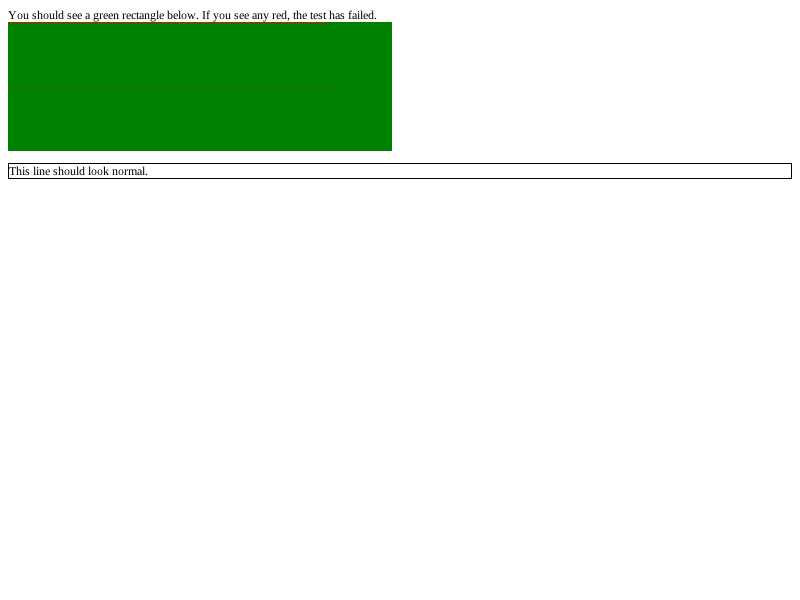 You should see a green rectangle below. If you see any red, the test has failed.
This line should look normal.